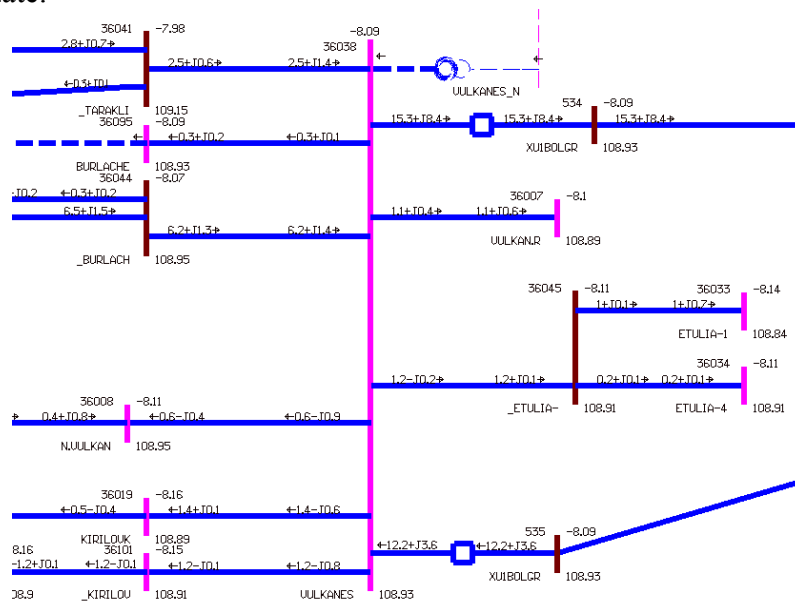 36041 -7.98
2.8+J0.7→
2.5+J0.6→ 2.5+J1.4→
_TARAKLI 109.15
-8.09
36038
←
←
VULKANES_N
36095 -8.09
← ←0.3+J0.2 ←0.3+J0.1
BURLACHE 108.93
15.3+J8.4→ 15.3+J8.4→
534 -8.09
15.3+J8.4→
XU1BOLGR 108.93
36044 -8.07
←0.3+J0.2
6.5+J1.5→
6.2+J1.3→ 6.2+J1.4→
_BURLACH 108.95
36007 -8.1
1.1+J0.4→ 1.1+J0.6→
VULKAN.R 108.89
36045 -8.11
1+J0.1→ 1+J0.7→
36033 -8.14
ETULIA-1 108.84
1.2-J0.2→ 1.2+J0.1→
0.2+J0.1→ 0.2+J0.1→
36034 -8.11
_ETULIA- 108.91
ETULIA-4 108.91
36008 -8.11
0.4+J0.8→ ←0.6-J0.4 ←0.6-J0.9
N.VULKAN 108.95
36019 -8.16
←0.5-J0.4 ←1.4+J0.1 ←1.4-J0.6
KIRILOVK 108.89
8.16 36101 -8.15
←1.2+J0.1 ←1.2-J0.1 ←1.2-J0.1 ←1.2-J0.8
_KIRILOV 108.91
VULKANES 108.93
535 -8.09
←12.2+J3.6 ←12.2+J3.6
XU1BOLGR 108.93